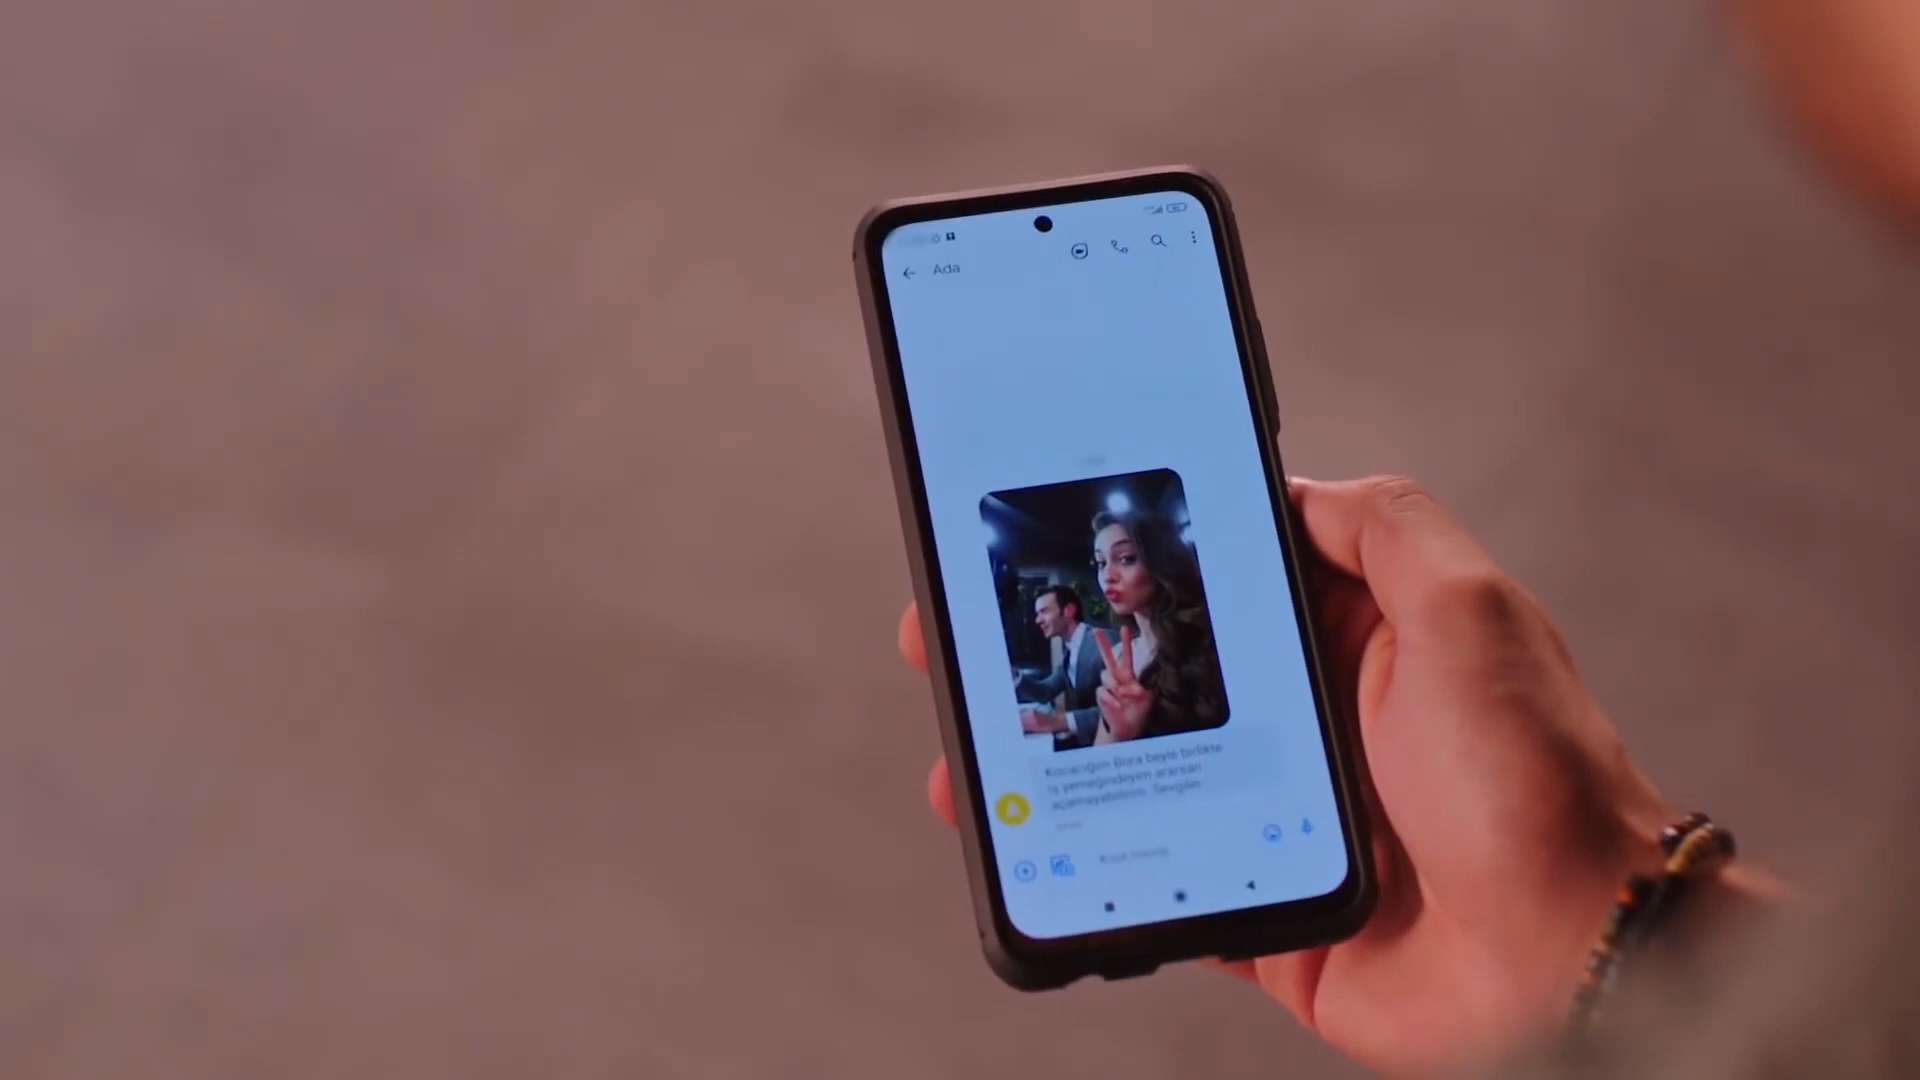 Ada
Kocacığım Bora beyle birlikte
iş yemeğindeyim ararsan
açamayabilirim. Sevgiler